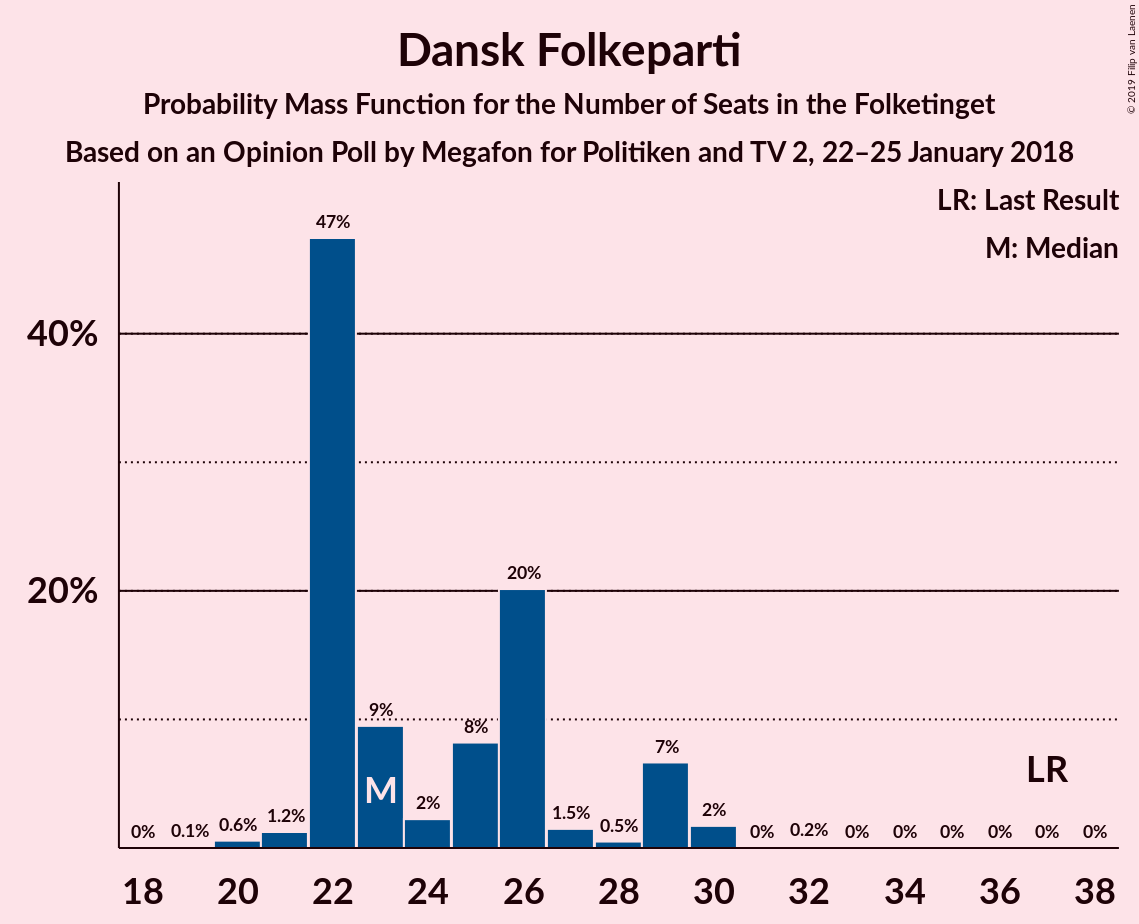 Dansk Folkeparti
Probability Mass Function for the Number of Seats in the Folketinget
Based on an Opinion Poll by Megafon for Politiken and TV 2, 22–25 January 2018
© 2019 Filip van Laenen
LR: Last Result
M: Median
40%
20%
0% 0.1% 0.6% 1.2% 47% 9% 2% 8% 20% 1.5% 0.5% 7% 2% 0% 0.2% 0% 0% 0% 0% 0% 0%
M
LR
18 20 22 24 26 28 30 32 34 36 38